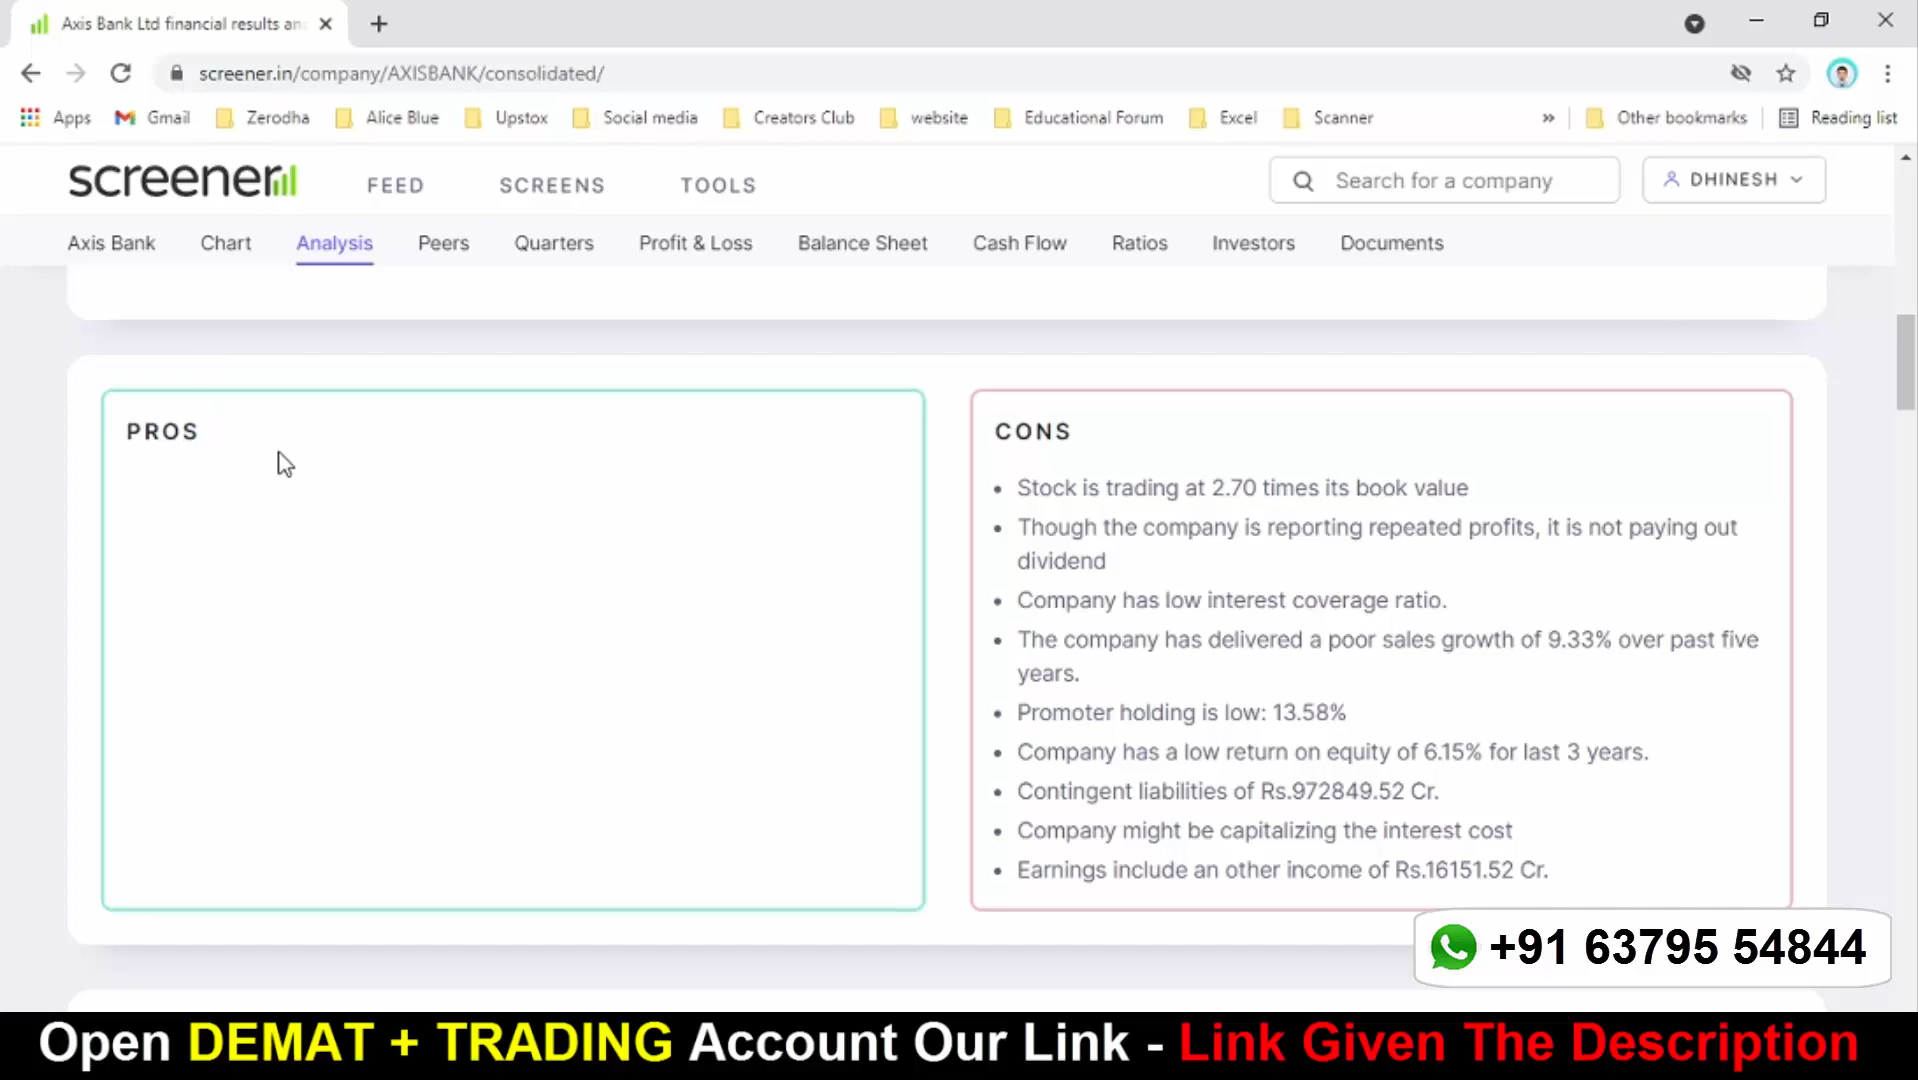 Axis Bank Ltd financial results an
screener.in/company/AXISBANK/consolidated/
Apps Gmail Zerodha Alice Blue Upstox Social media Creators Club website Educational Forum Excel Scanner » Other bookmarks Reading list
screener FEED SCREENS TOOLS Search for a company DHINESH
Axis Bank Chart Analysis Peers Quarters Profit & Loss Balance Sheet Cash Flow Ratios Investors Documents
PROS
CONS
• Stock is trading at 2.70 times its book value
• Though the company is reporting repeated profits, it is not paying out
dividend
• Company has low interest coverage ratio.
• The company has delivered a poor sales growth of 9.33% over past five
years.
• Promoter holding is low: 13.58%
• Company has a low return on equity of 6.15% for last 3 years.
• Contingent liabilities of Rs.972849.52 Cr.
• Company might be capitalizing the interest cost
• Earnings include an other income of Rs.16151.52 Cr.
+91 63795 54844
Open DEMAT + TRADING Account Our Link - Link Given The Description